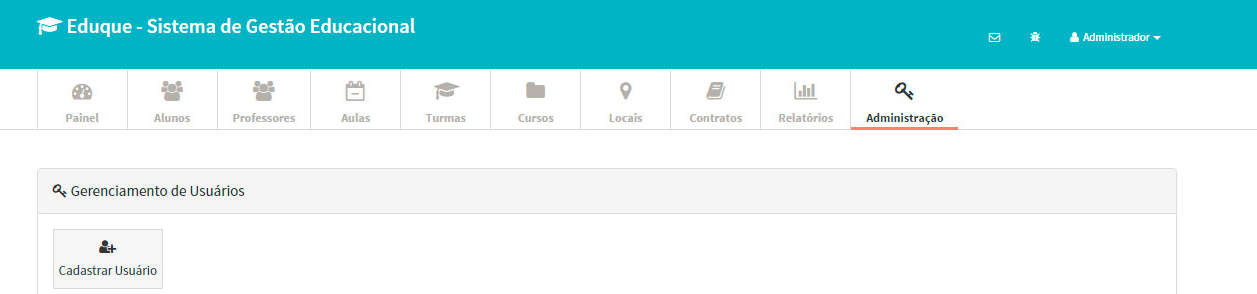 Eduque - Sistema de Gestão Educacional
Administrador
Painel
Alunos
Professores
Aulas
Turmas
Cursos
Locais
Contratos
Relatórios
Administração
Gerenciamento de Usuários
Cadastrar Usuário